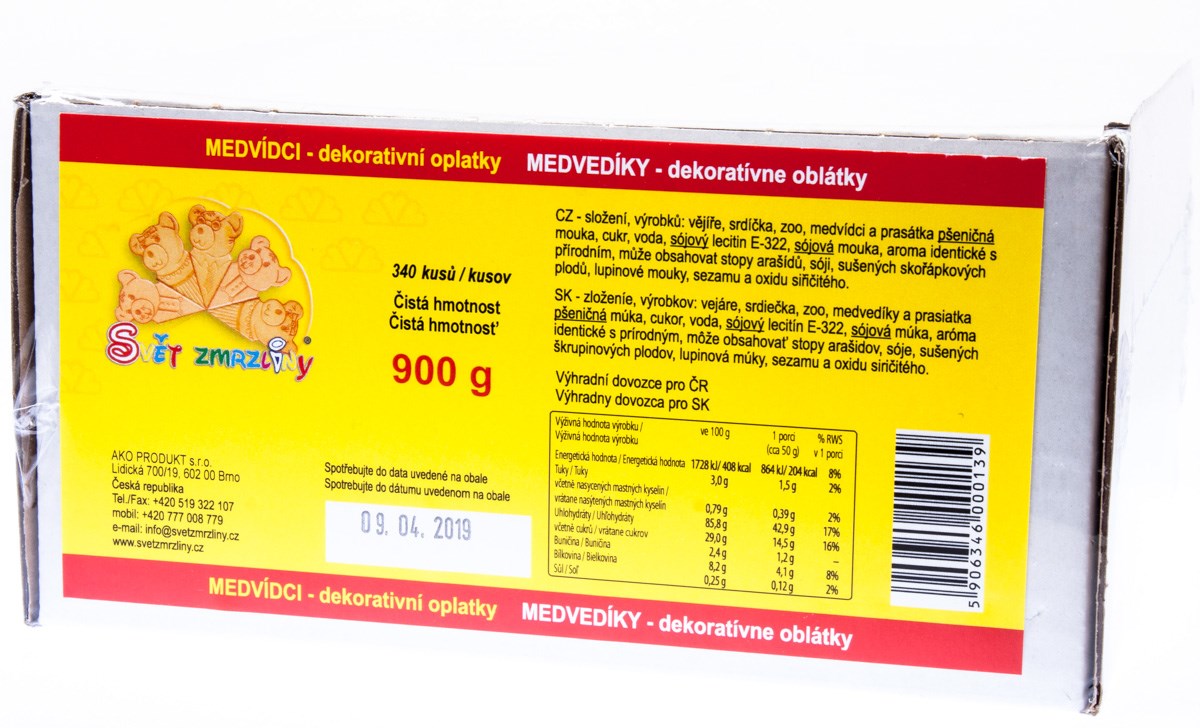 MEDVÍDCI - dekorativní oplatky MEDVEDÍKY - dekoratívne oblátky
SVĚT ZMRZLINY®
340 kusů / kusov
Čistá hmotnost
Čistá hmotnosť
900 g
AKO PRODUKT s.r.o.
Lidická 700/19, 602 00 Brno
Česká republika
Tel./Fax: +420 519 322 107
mobil: +420 777 008 779
e-mail: info@svetzmrzliny.cz
www.svetzmrzliny.cz
Spotřebujte do data uvedené na obale
Spotrebujte do dátumu uvedenom na obale
09. 04. 2019
CZ - složení, výrobků: vějíře, srdíčka, zoo, medvídci a prasátka pšeničná
mouka, cukr, voda, sójový lecitin E-322, sójová mouka, aroma identické s
přírodním, může obsahovat stopy arašídů, sóji, sušených skořápkových
plodů, lupinové mouky, sezamu a oxidu siřičitého.
SK - zloženie, výrobkov: vejáre, srdiečka, zoo, medvedíky a prasiatka
pšeničná múka, cukor, voda, sójový lecitín E-322, sójová múka, aróma
identické s prírodným, môže obsahovať stopy arašidov, sóje, sušených
škrupinových plodov, lupinová múky, sezamu a oxidu siričitého.
Výhradní dovozce pro ČR
Výhradny dovozca pro SK
Výživná hodnota výrobku / ve 100 g 1 porci % RWS
Výživná hodnota výrobku (cca 50 g) v 1 porci
Energetická hodnota / Energetická hodnota 1728 kJ/ 408 kcal 864 kJ/ 204 kcal 8%
Tuky / Tuky 3,0 g 1,5 g 2%
včetně nasycených mastných kyselin /
vrátane nasýtených mastných kyselin 0,79 g 0,39 g 2%
Uhlohydráty / Uhľohydráty 85,8 g 42,9 g 17%
včetně cukrů / vrátane cukrov 29,0 g 14,5 g 16%
Buničina / Buničina 2,4 g 1,2 g –
Bílkovina / Bielkovina 8,2 g 4,1 g 8%
Sůl / Soľ 0,25 g 0,12 g 2%
5 906346 000139
MEDVÍDCI - dekorativní oplatky MEDVEDÍKY - dekoratívne oblátky